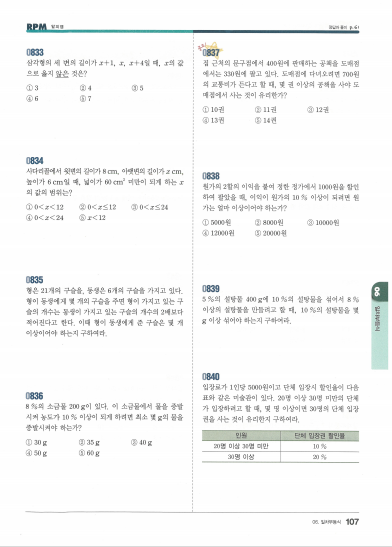 RPM 알피엠
정답과 풀이 p.61
0833
삼각형의 세 변의 길이가 x+1, x, x+4일 때, x의 값
으로 옳지 않은 것은?
① 3 ② 4 ③ 5
④ 6 ⑤ 7
0834
사다리꼴에서 윗변의 길이가 8 cm, 아랫변의 길이가 x cm,
높이가 6 cm일 때, 넓이가 60 cm² 미만이 되게 하는 x
의 값의 범위는?
① 0<x<12 ② 0<x≤12 ③ 0<x≤24
④ 0<x<24 ⑤ x<12
0835
형은 21개의 구슬을, 동생은 6개의 구슬을 가지고 있다.
형이 동생에게 몇 개의 구슬을 주면 형이 가지고 있는 구
슬의 개수는 동생이 가지고 있는 구슬의 개수의 2배보다
적어진다고 한다. 이때 형이 동생에게 준 구슬은 몇 개
이상이어야 하는지 구하여라.
0836
8 %의 소금물 200 g이 있다. 이 소금물에서 물을 증발
시켜 농도가 10 % 이상이 되게 하려면 최소 몇 g의 물을
증발시켜야 하는가?
① 30 g ② 35 g ③ 40 g
④ 50 g ⑤ 60 g
0837
집 근처의 문구점에서 400원에 판매하는 공책을 도매점
에서는 330원에 팔고 있다. 도매점에 다녀오려면 700원
의 교통비가 든다고 할 때, 몇 권 이상의 공책을 사야 도
매점에서 사는 것이 유리한가?
① 10권 ② 11권 ③ 12권
④ 13권 ⑤ 14권
0838
원가의 2할의 이익을 붙여 정한 정가에서 1000원을 할인
하여 팔았을 때, 이익이 원가의 10 % 이상이 되려면 원
가는 얼마 이상이어야 하는가?
① 5000원 ② 8000원 ③ 10000원
④ 12000원 ⑤ 20000원
0839
5 %의 설탕물 400 g에 10 %의 설탕물을 섞어서 8 %
이상의 설탕물을 만들려고 할 때, 10 %의 설탕물을 몇
g 이상 섞어야 하는지 구하여라.
0840
입장료가 1인당 5000원이고 단체 입장시 할인율이 다음
표와 같은 미술관이 있다. 20명 이상 30명 미만의 단체
가 입장하려고 할 때, 몇 명 이상이면 30명의 단체 입장
권을 사는 것이 유리한지 구하여라.
인원 단체 입장권 할인율
20명 이상 30명 미만 10 %
30명 이상 20 %
06
일차부등식
06. 일차부등식 107